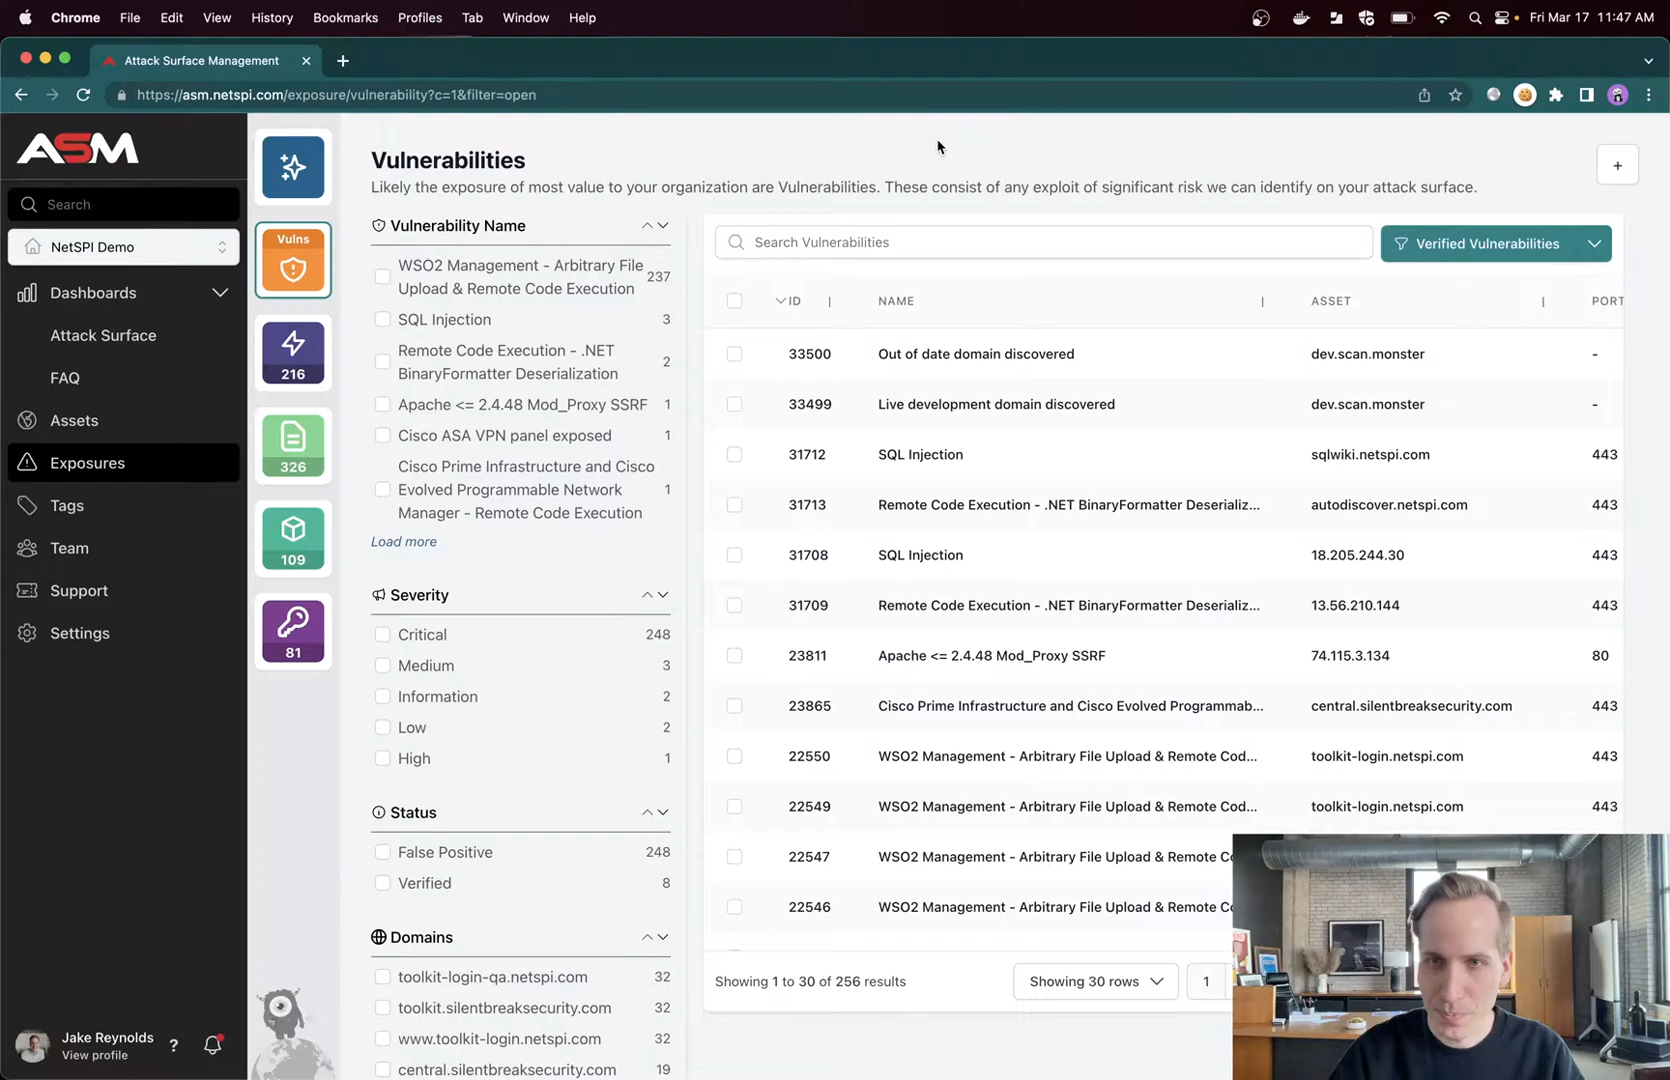 Chrome File Edit View History Bookmarks Profiles Tab Window Help Fri Mar 17 11:47 AM
Attack Surface Management
https://asm.netspi.com/exposure/vulnerability?c=1&filter=open
ASM
Search
NetSPI Demo
Dashboards
Attack Surface
FAQ
Assets
Exposures
Tags
Team
Support
Settings
Jake Reynolds
View profile
?
Vulns
216
326
109
81
Vulnerabilities
Likely the exposure of most value to your organization are Vulnerabilities. These consist of any exploit of significant risk we can identify on your attack surface.
+
Vulnerability Name
WSO2 Management - Arbitrary File
Upload & Remote Code Execution 237
SQL Injection 3
Remote Code Execution - .NET
BinaryFormatter Deserialization 2
Apache <= 2.4.48 Mod_Proxy SSRF 1
Cisco ASA VPN panel exposed 1
Cisco Prime Infrastructure and Cisco
Evolved Programmable Network 1
Manager - Remote Code Execution
Load more
Severity
Critical 248
Medium 3
Information 2
Low 2
High 1
Status
False Positive 248
Verified 8
Domains
toolkit-login-qa.netspi.com 32
toolkit.silentbreaksecurity.com 32
www.toolkit-login.netspi.com 32
central.silentbreaksecurity.com 19
Search Vulnerabilities
Verified Vulnerabilities
ID NAME ASSET PORT
33500 Out of date domain discovered dev.scan.monster -
33499 Live development domain discovered dev.scan.monster -
31712 SQL Injection sqlwiki.netspi.com 443
31713 Remote Code Execution - .NET BinaryFormatter Deserializ... autodiscover.netspi.com 443
31708 SQL Injection 18.205.244.30 443
31709 Remote Code Execution - .NET BinaryFormatter Deserializ... 13.56.210.144 443
23811 Apache <= 2.4.48 Mod_Proxy SSRF 74.115.3.134 80
23865 Cisco Prime Infrastructure and Cisco Evolved Programmab... central.silentbreaksecurity.com 443
22550 WSO2 Management - Arbitrary File Upload & Remote Cod... toolkit-login.netspi.com 443
22549 WSO2 Management - Arbitrary File Upload & Remote Cod... toolkit-login.netspi.com 443
22547 WSO2 Management - Arbitrary File Upload & Remote
22546 WSO2 Management - Arbitrary File Upload & Remote
Showing 1 to 30 of 256 results Showing 30 rows 1